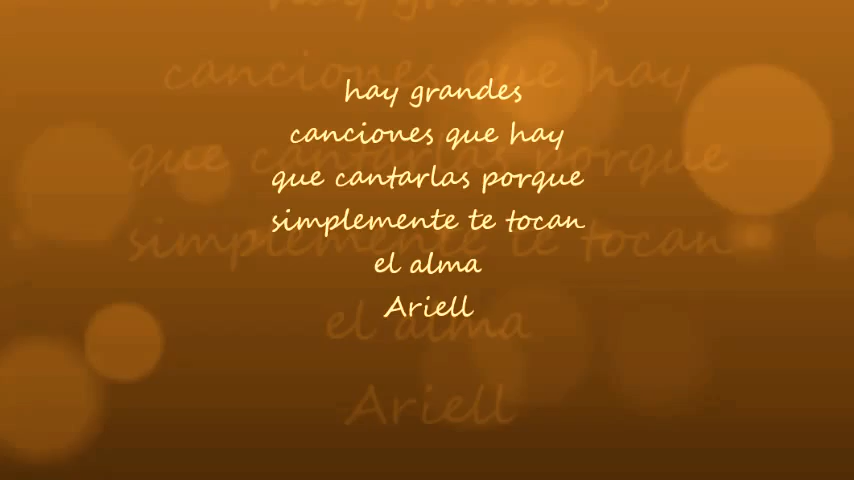 hay grandes
canciones que hay
que cantarlas porque
simplemente te tocan
el alma
Ariell